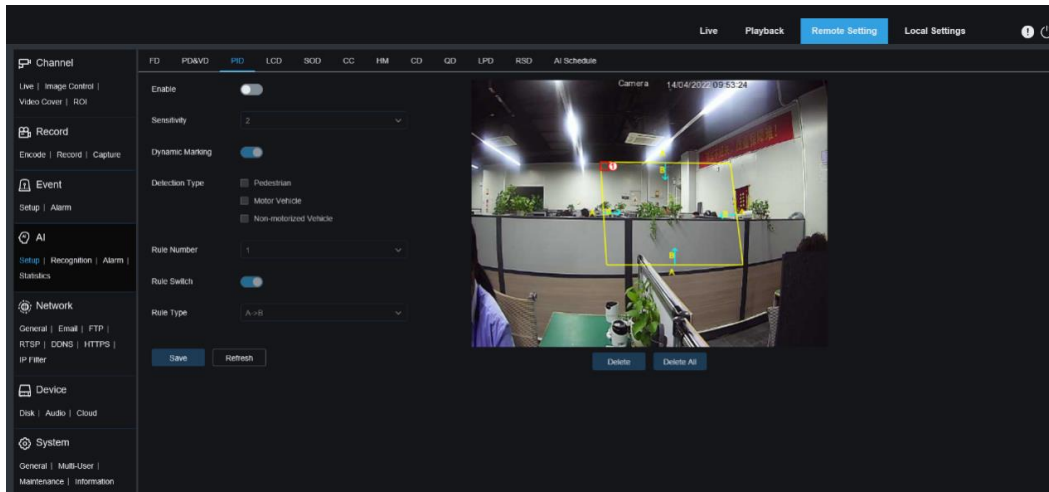 Live Playback Remote Setting Local Settings
Channel
Live | Image Control |
Video Cover | ROI
Record
Encode | Record | Capture
Event
Setup | Alarm
AI
Setup | Recognition | Alarm |
Statistics
Network
General | Email | FTP |
RTSP | DDNS | HTTPS |
IP Filter
Device
Disk | Audio | Cloud
System
General | Multi-User |
Maintenance | Information
FD PD&VD PID LCD SOD CC HM CD QD LPD RSD AI Schedule
Enable
Sensitivity 2
Dynamic Marking
Detection Type Pedestrian
Motor Vehicle
Non-motorized Vehicle
Rule Number 1
Rule Switch
Rule Type A->B
Save Refresh
Camera 14/04/2022 09:53:24
1
A
B
A B
B A
B
A
Delete Delete All